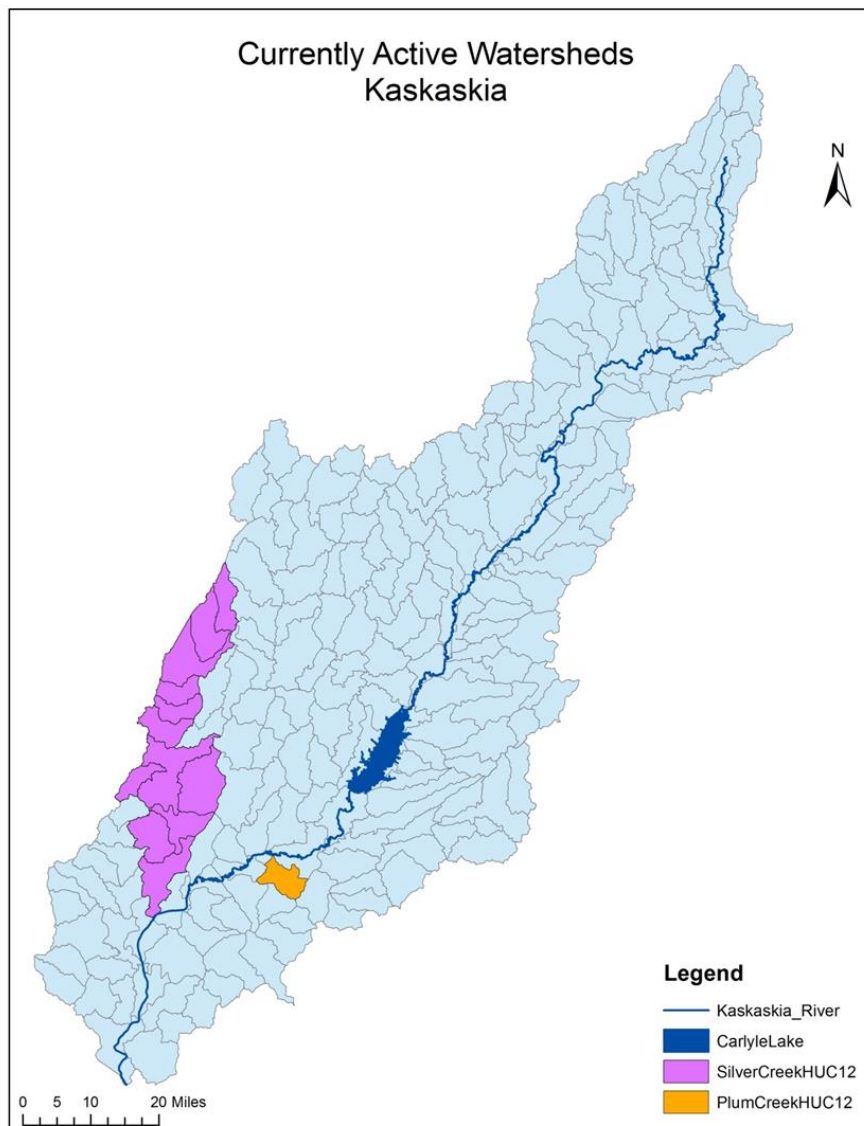 Currently Active Watersheds
Kaskaskia
N
Legend
Kaskaskia_River
CarlyleLake
SilverCreekHUC12
PlumCreekHUC12
0 5 10 20 Miles